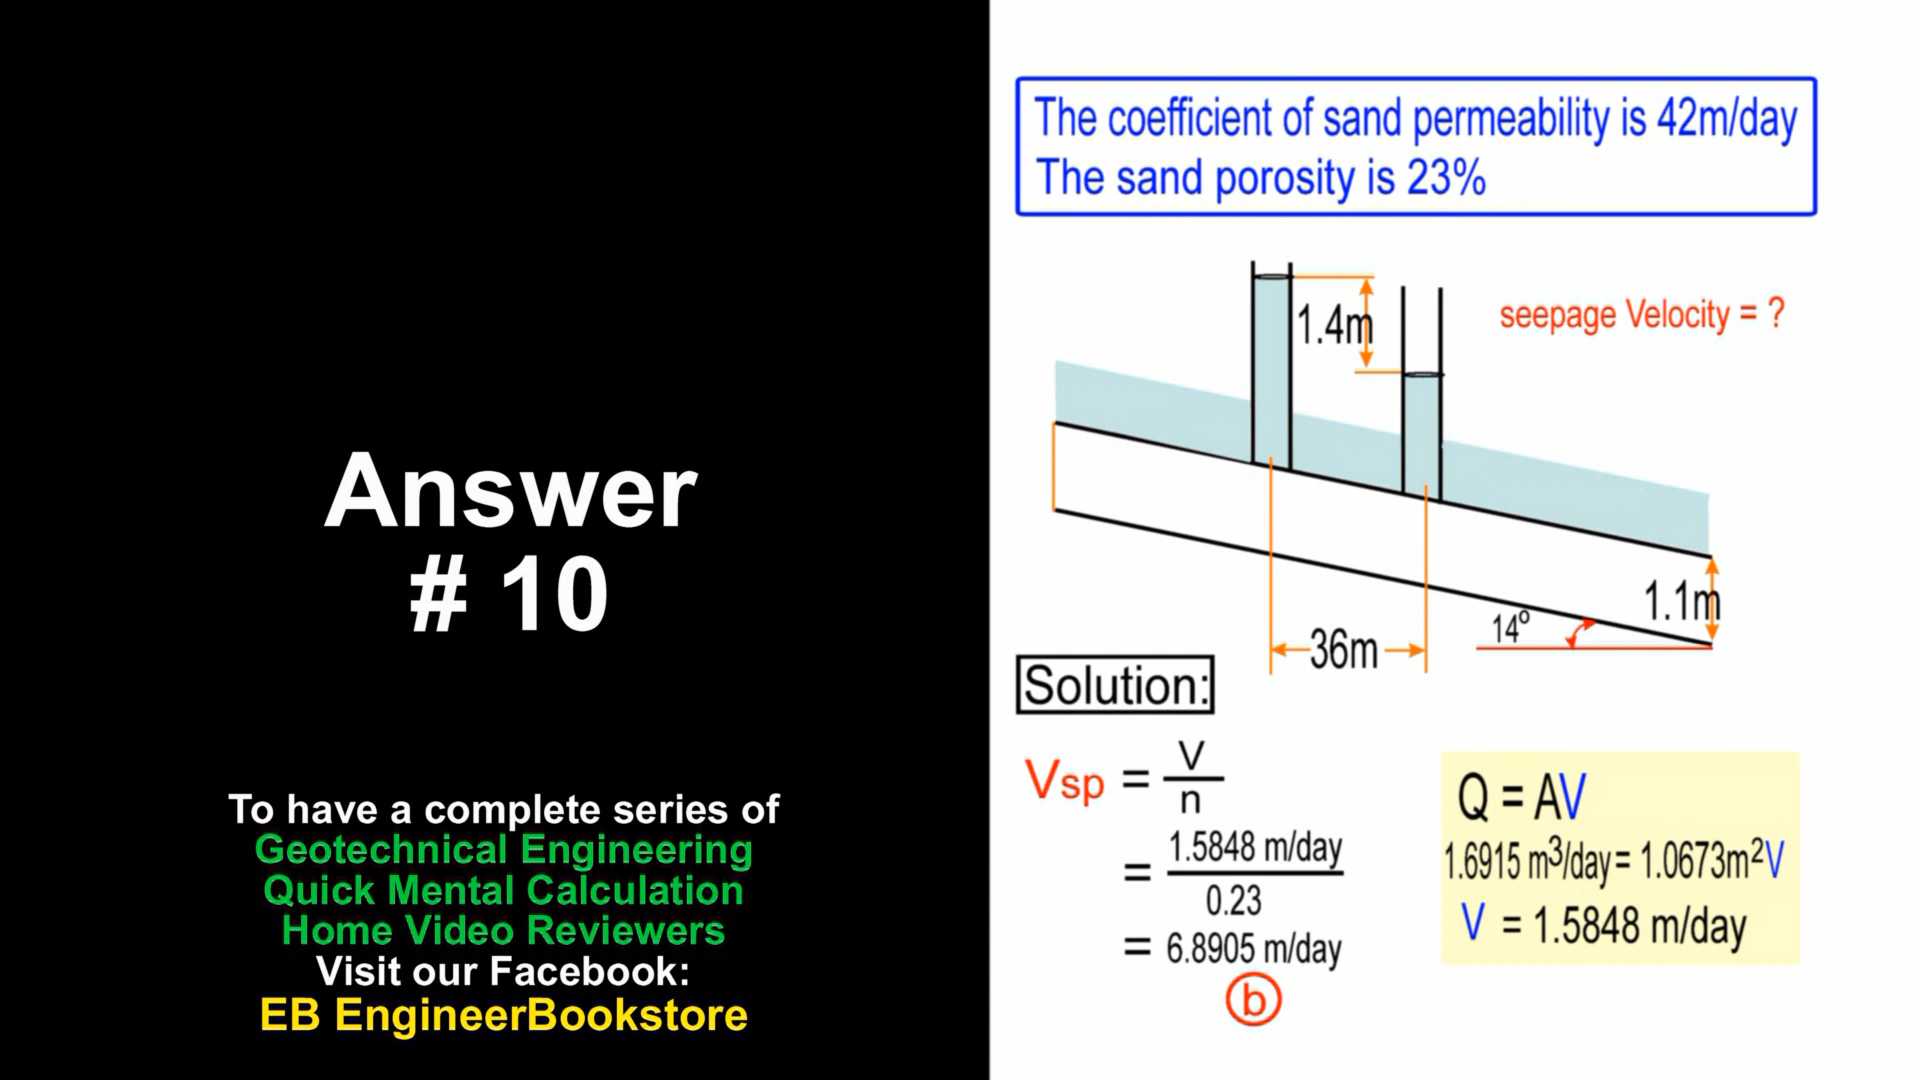 Answer
# 10
To have a complete series of
Geotechnical Engineering
Quick Mental Calculation
Home Video Reviewers
Visit our Facebook:
EB EngineerBookstore
The coefficient of sand permeability is 42m/day
The sand porosity is 23%
1.4m
seepage Velocity = ?
1.1m
14°
36m
Solution:
Vsp = V/n
= 1.5848 m/day / 0.23
= 6.8905 m/day
b
Q = AV
1.6915 m³/day = 1.0673m²V
V = 1.5848 m/day